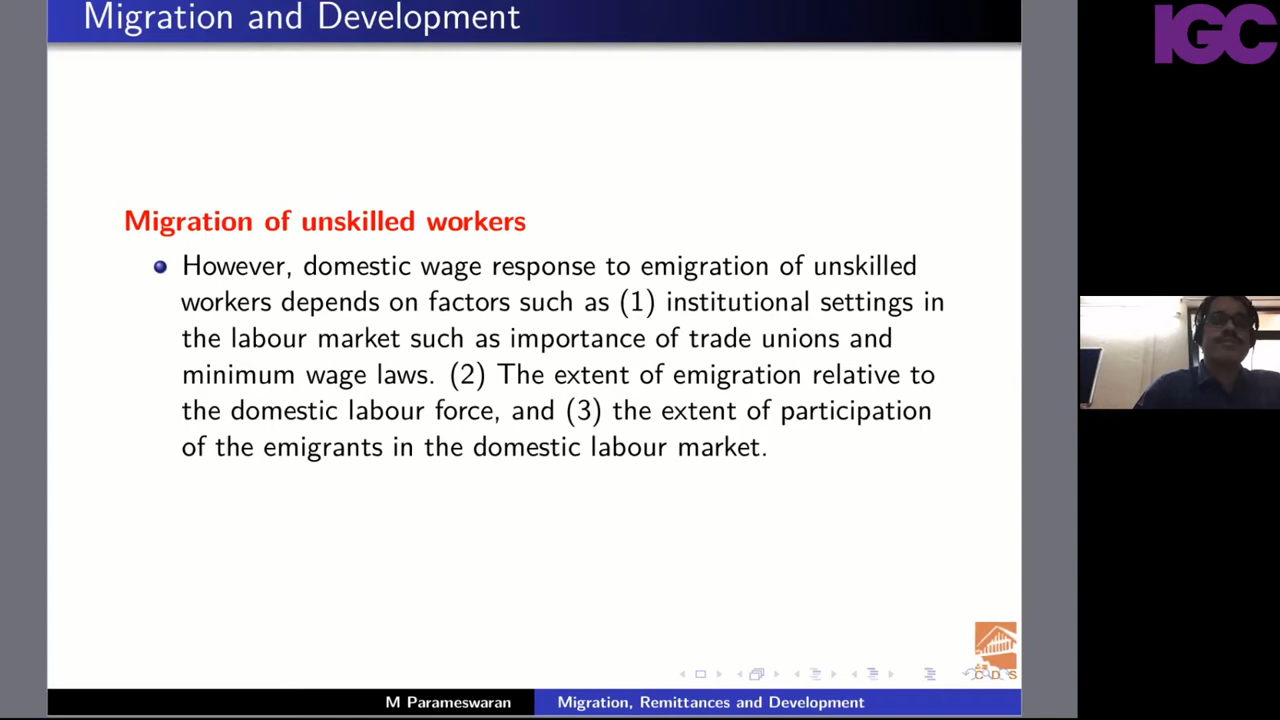 Migration and Development
IGC
Migration of unskilled workers
However, domestic wage response to emigration of unskilled
workers depends on factors such as (1) institutional settings in
the labour market such as importance of trade unions and
minimum wage laws. (2) The extent of emigration relative to
the domestic labour force, and (3) the extent of participation
of the emigrants in the domestic labour market.
C D S
M Parameswaran
Migration, Remittances and Development